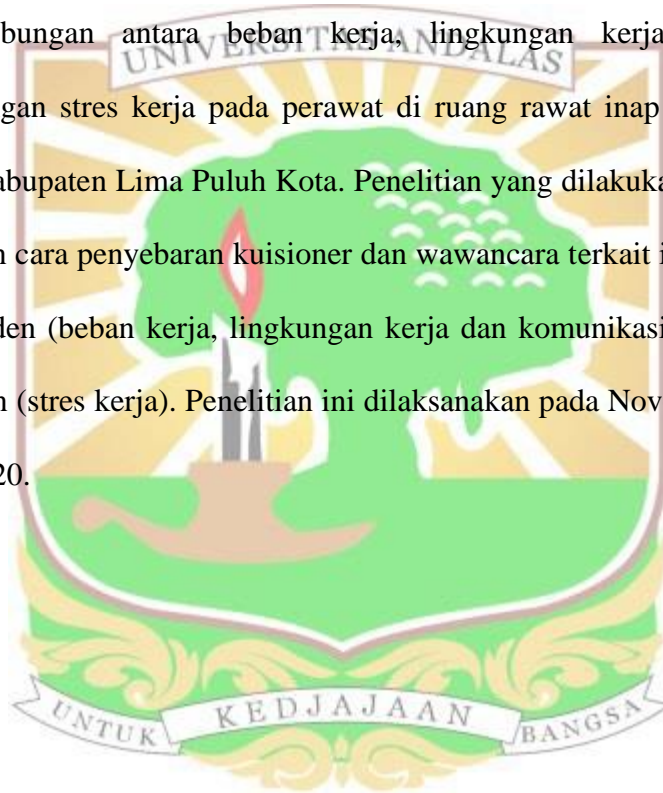 bungan antara beban kerja, lingkungan kerja
UNIVERSITAS ANDALAS
gan stres kerja pada perawat di ruang rawat inap
abupaten Lima Puluh Kota. Penelitian yang dilakuka
n cara penyebaran kuisioner dan wawancara terkait i
den (beban kerja, lingkungan kerja dan komunikasi
n (stres kerja). Penelitian ini dilaksanakan pada Nov
20.
UNTUK KEDJAJAAN BANGSA